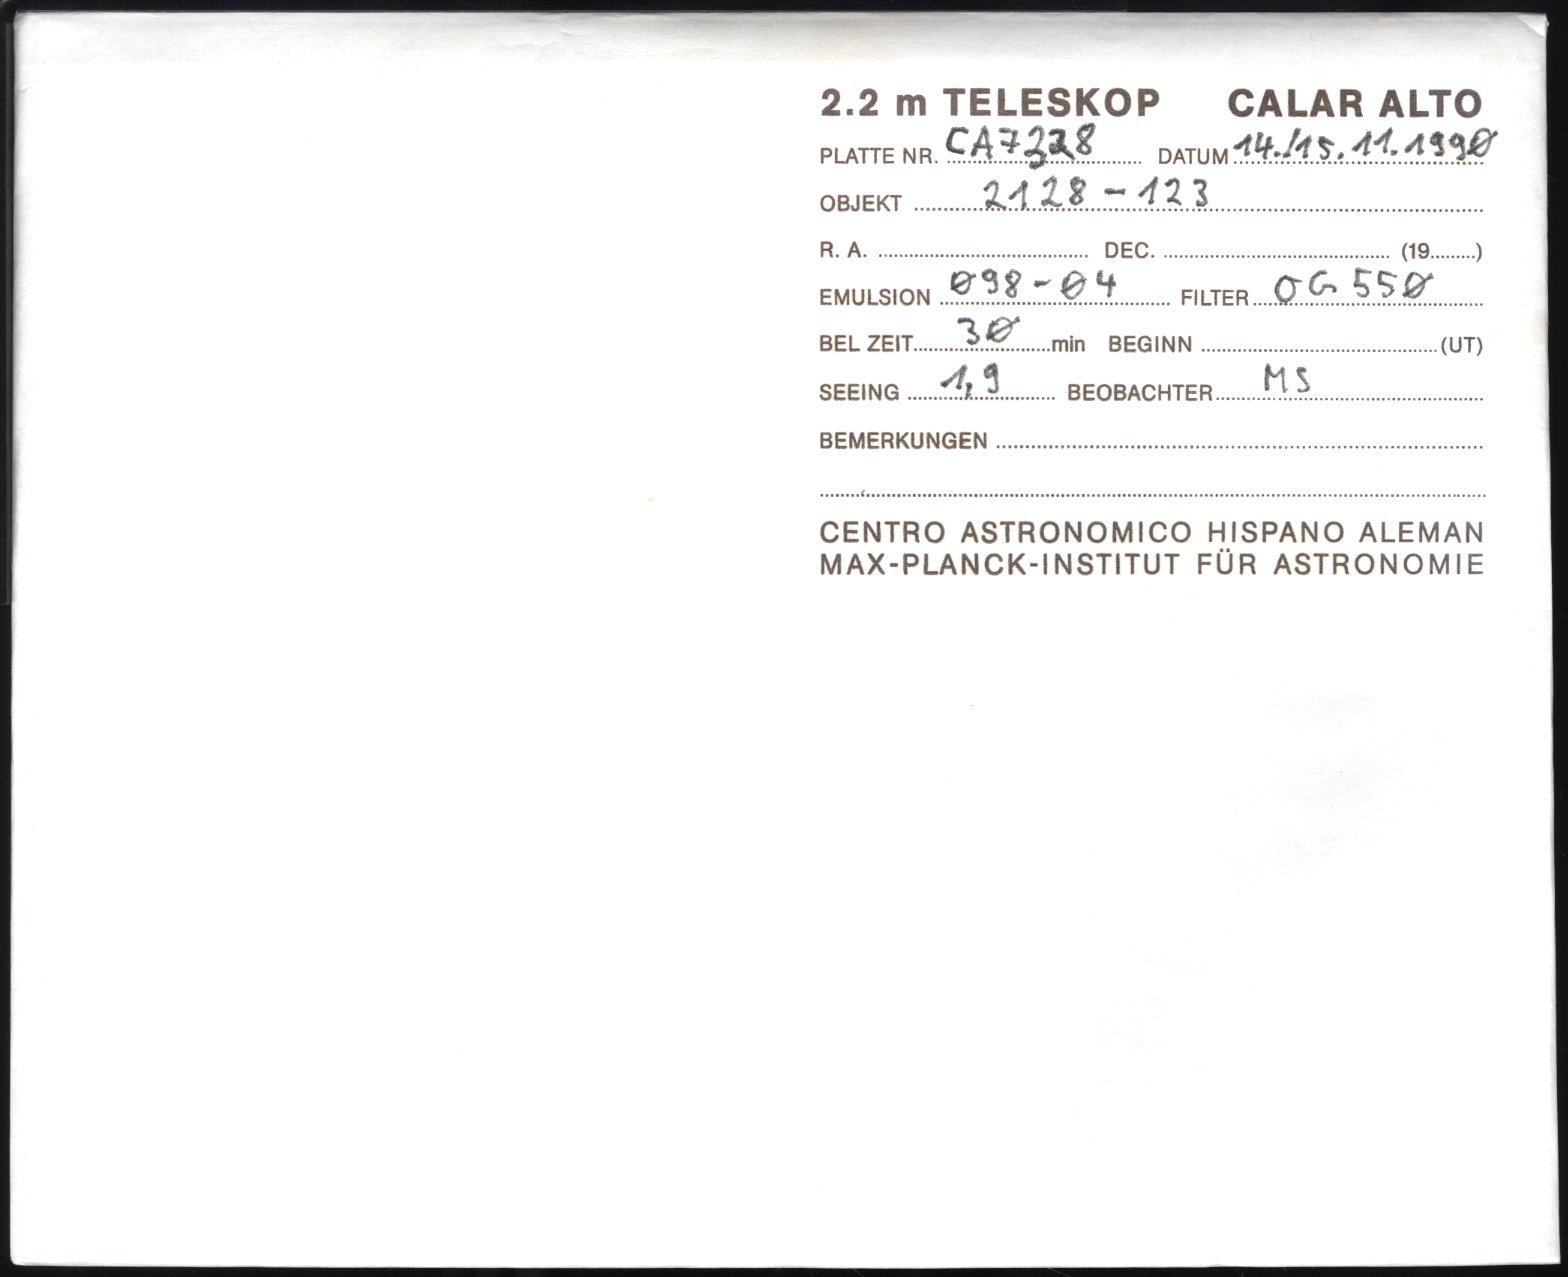 2.2 m TELESKOP CALAR ALTO
PLATTE NR. CA7328 DATUM 14./15.11.1990
OBJEKT 2128-123
R. A. DEC. (19)
EMULSION 098-04 FILTER OG 550
BEL ZEIT 30 min BEGINN (UT)
SEEING 1,9 BEOBACHTER MS
BEMERKUNGEN
CENTRO ASTRONOMICO HISPANO ALEMAN
MAX-PLANCK-INSTITUT FÜR ASTRONOMIE